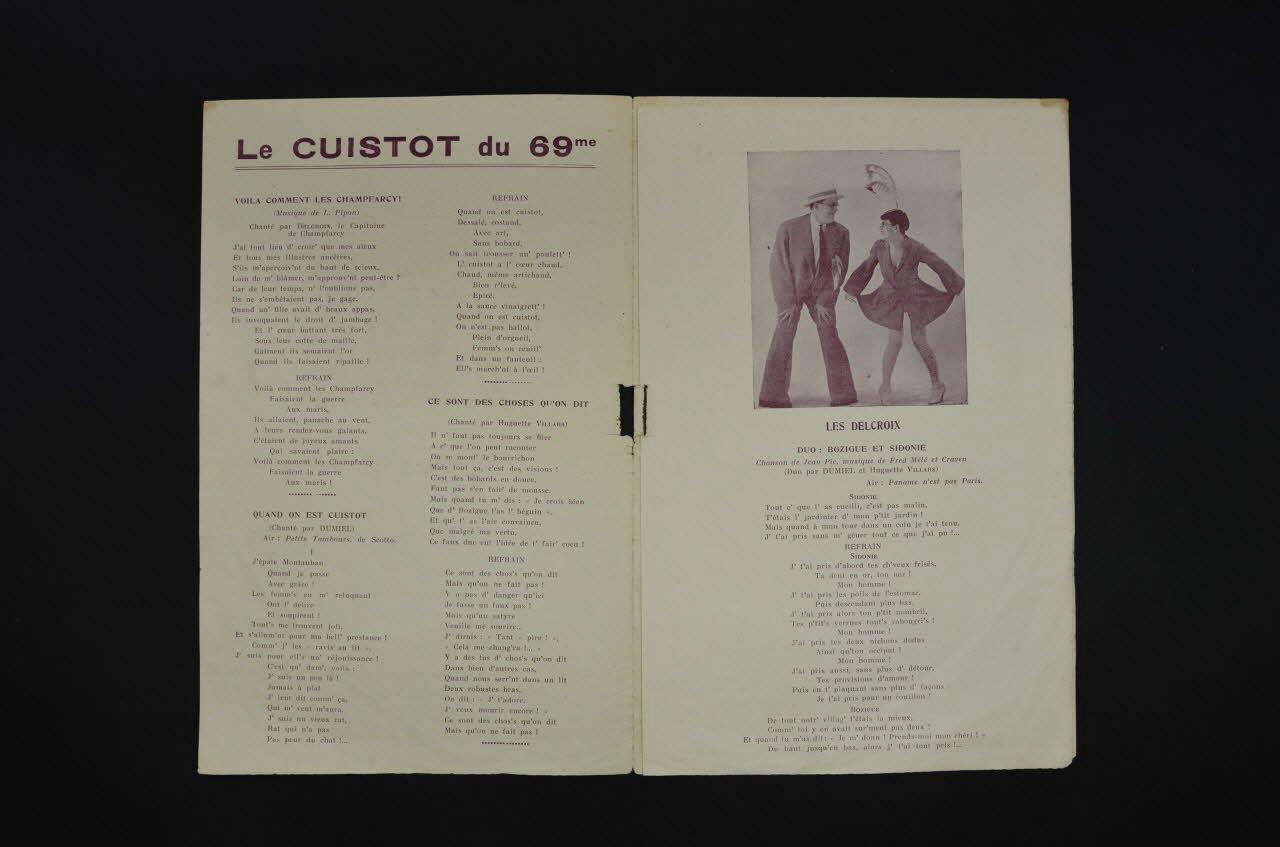 Le CUISTOT du 69me
VOILA COMMENT LES CHAMPFARCY!
(Musique de L. Pipon)
Chanté par DELCROIX, le Capitaine
de Champfarcy
J'ai tout lieu d' croir' que mes aïeux
Et tous mes illustres ancêtres,
S'ils m'aperçoiv'nt du haut de scieux,
Loin de m' blâmer, m'approuv'nt peut-être ?
Car de leur temps, n' l'oublions pas,
Ils ne s'embêtaient pas, je gage,
Quand un' fille avait d' beaux appas,
Ils invoquaient le droit d' jambage !
Et l' cœur battant très fort,
Sous leur cotte de maille,
Gaîment ils semaient l'or
Quand ils faisaient ripaille !
REFRAIN
Voilà comment les Champfarcy
Faisaient la guerre
Aux maris,
Ils allaient, panache au vent,
A leurs rendez-vous galants,
C'étaient de joyeux amants
Qui savaient plaire :
Voilà comment les Champfarcy
Faisaient la guerre
Aux maris !
QUAND ON EST CUISTOT
(Chanté par DUMIEL)
Air : Petits Tambours, de Scotto.
I
J'épate Montauban
Quand je passe
Avec grâce !
Les femm's en m' reluquant
Ont l' délire
Et soupirent !
Tout's me trouvent joli,
Et s'allum'nt pour ma bell' prestance !
Comm' j' les « ravis au lit »,
J' suis pour ell's un' réjouissance !
C'est qu' dam', voilà :
J' suis un peu là !
Jamais à plat
J' leur dit comm' ça,
Qui m' veut m'aura,
J' suis un vieux rat,
Rat qui n'a pas
Pas peur du chat !...
REFRAIN
Quand on est cuistot,
Dessalé, costaud,
Avec art,
Sans bobard,
On sait trousser un' poulett' !
L' cuistot a l' cœur chaud,
Chaud, même artichaud,
Bien r'levé,
Epicé,
A la sauce vinaigrett' !
Quand on est cuistot,
On n'est pas ballot,
Plein d'orgueil,
Femm's on cueill'
Et dans un fauteuil :
Ell's march'nt à l'œil !
CE SONT DES CHOSES QU'ON DIT
(Chanté par Huguette VILLARS)
Il n' faut pas toujours se fier
A c' que l'on peut raconter
On se mont' le bourrichon
Mais tout ça, c'est des visions !
C'est des bobards en douce,
Faut pas s'en fair' de mousse.
Mais quand tu m' dis : « Je crois bien
Que d' Bozigue t'as l' béguin »,
Et qu' t' as l'air convaincu,
Que malgré ma vertu,
Ce faux duc eut l'idée de t' fair' cocu !
REFRAIN
Ce sont des chos's qu'on dit
Mais qu'on ne fait pas !
Y a pas d' danger qu'ici
Je fasse un faux pas !
Mais qu'un satyre
Veuille me sourire...
J' dirais : « Tant - pire ! »,
« Cela me chang'ra !... »
Y a des tas d' chos's qu'on dit
Dans bien d'autres cas,
Quand nous serr'nt dans un lit
Deux robustes bras,
On dit : « J' t'adore,
J' veux mourir encore ! »
Ce sont des chos's qu'on dit
Mais qu'on ne fait pas !
LES DELCROIX
DUO : BOZIGUE ET SIDONIE
Chanson de Jean Pic, musique de Fred Mélé et Craven
(Duo par DUMIEL et Huguette VILLARS)
Air : Paname n'est pas Paris.
SIDONIE
Tout c' que l' as cueilli, c'est pas malin,
T'étais l' jardinier d' mon p'tit jardin !
Mais quand à mon tour dans un coin je t'ai tenu,
J' t'ai pris sans m' gêner tout ce que j'ai pu !...
REFRAIN
SIDONIE
J' t'ai pris d'abord tes ch'veux frisés,
Ta dent en or, ton nez !
Mon homme !
J' t'ai pris les poils de l'estomac,
Puis descendant plus bas,
J' t'ai pris alors ton p'tit nombril,
Tes p'tit's verrues tout's rabougri's !
Mon homme !
J'ai pris tes deux nichons dodus
Ainsi qu'ton occiput !
Mon homme !
J'ai pris aussi, sans plus d' détour,
Tes provisions d'amour !
Puis en t' plaquant sans plus d' façons
Je t'ai pris pour un couillon !
BOZIGUE
De tout notr' villag' t'étais la mieux,
Comm' toi y en avait sur'ment pas deux !
Et quand tu m'as dit : « Je m' donn' ! Prends-moi mon chéri ! »
Du haut jusqu'en bas, alors j' t'ai tout pris !...